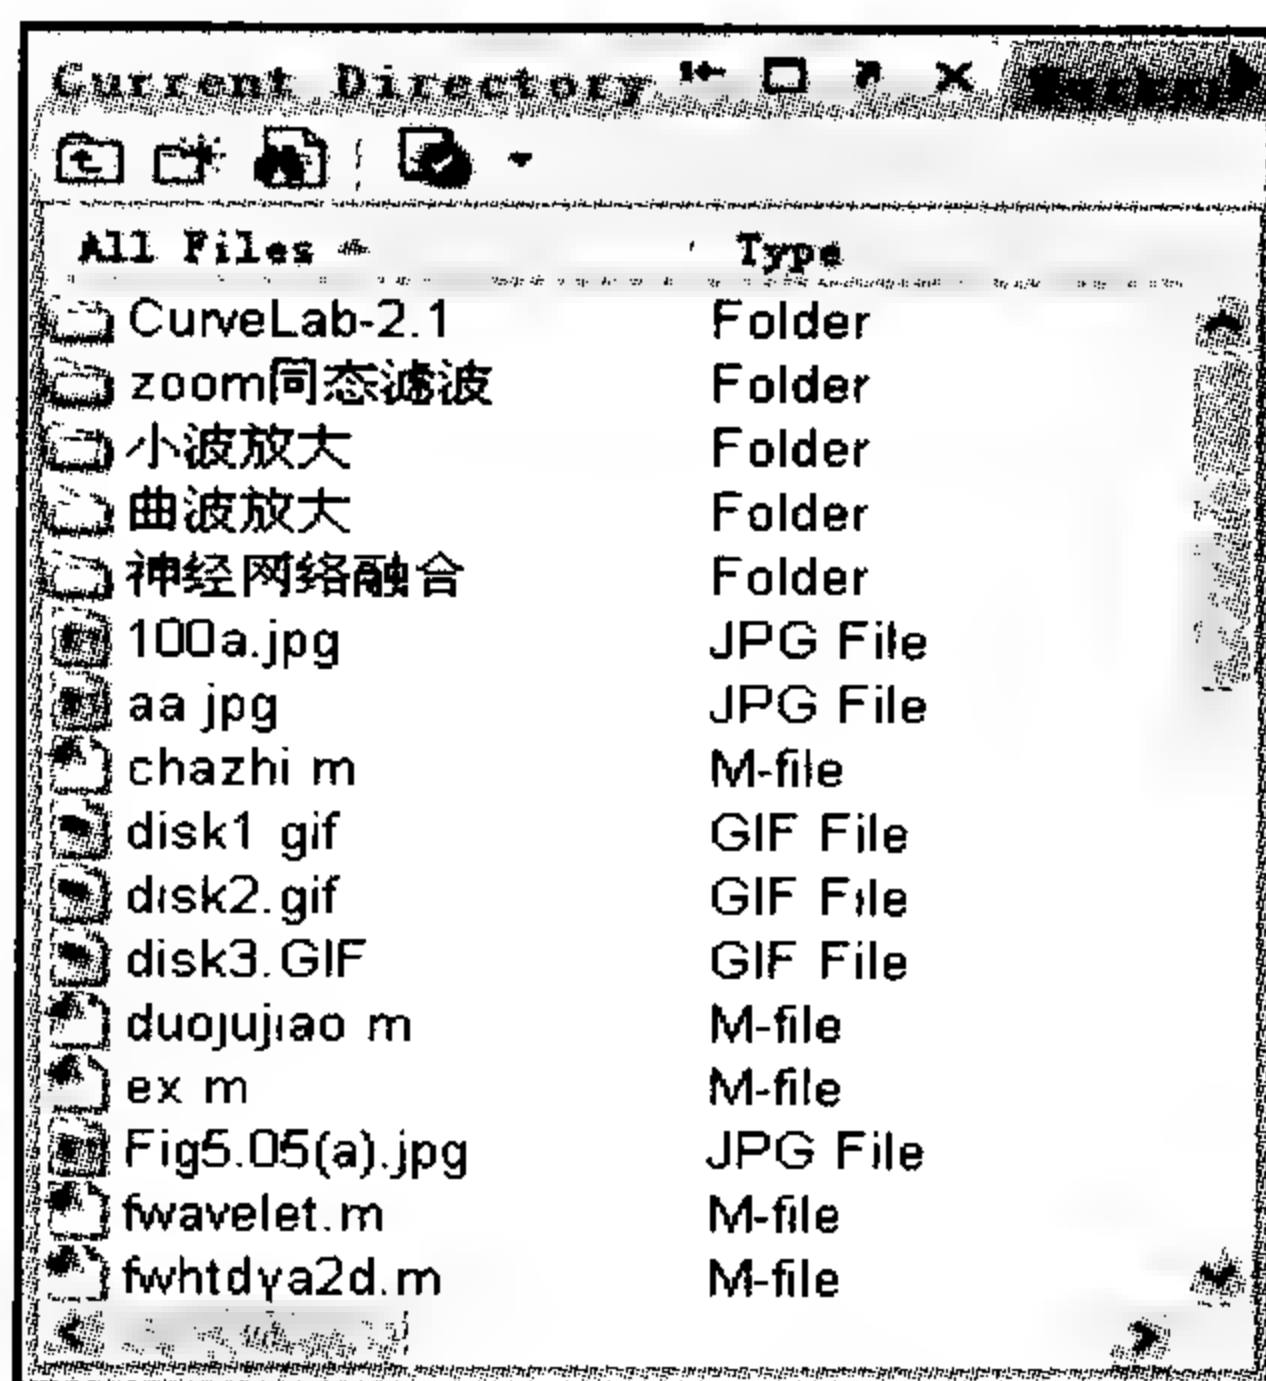 Current Directory
All Files Type
CurveLab-2.1 Folder
zoom同态滤波 Folder
小波放大 Folder
曲波放大 Folder
神经网络融合 Folder
100a.jpg JPG File
aa jpg JPG File
chazhi m M-file
disk1 gif GIF File
disk2.gif GIF File
disk3.GIF GIF File
duojujiao m M-file
ex m M-file
Fig5.05(a).jpg JPG File
fwavelet.m M-file
fwhtdya2d.m M-file